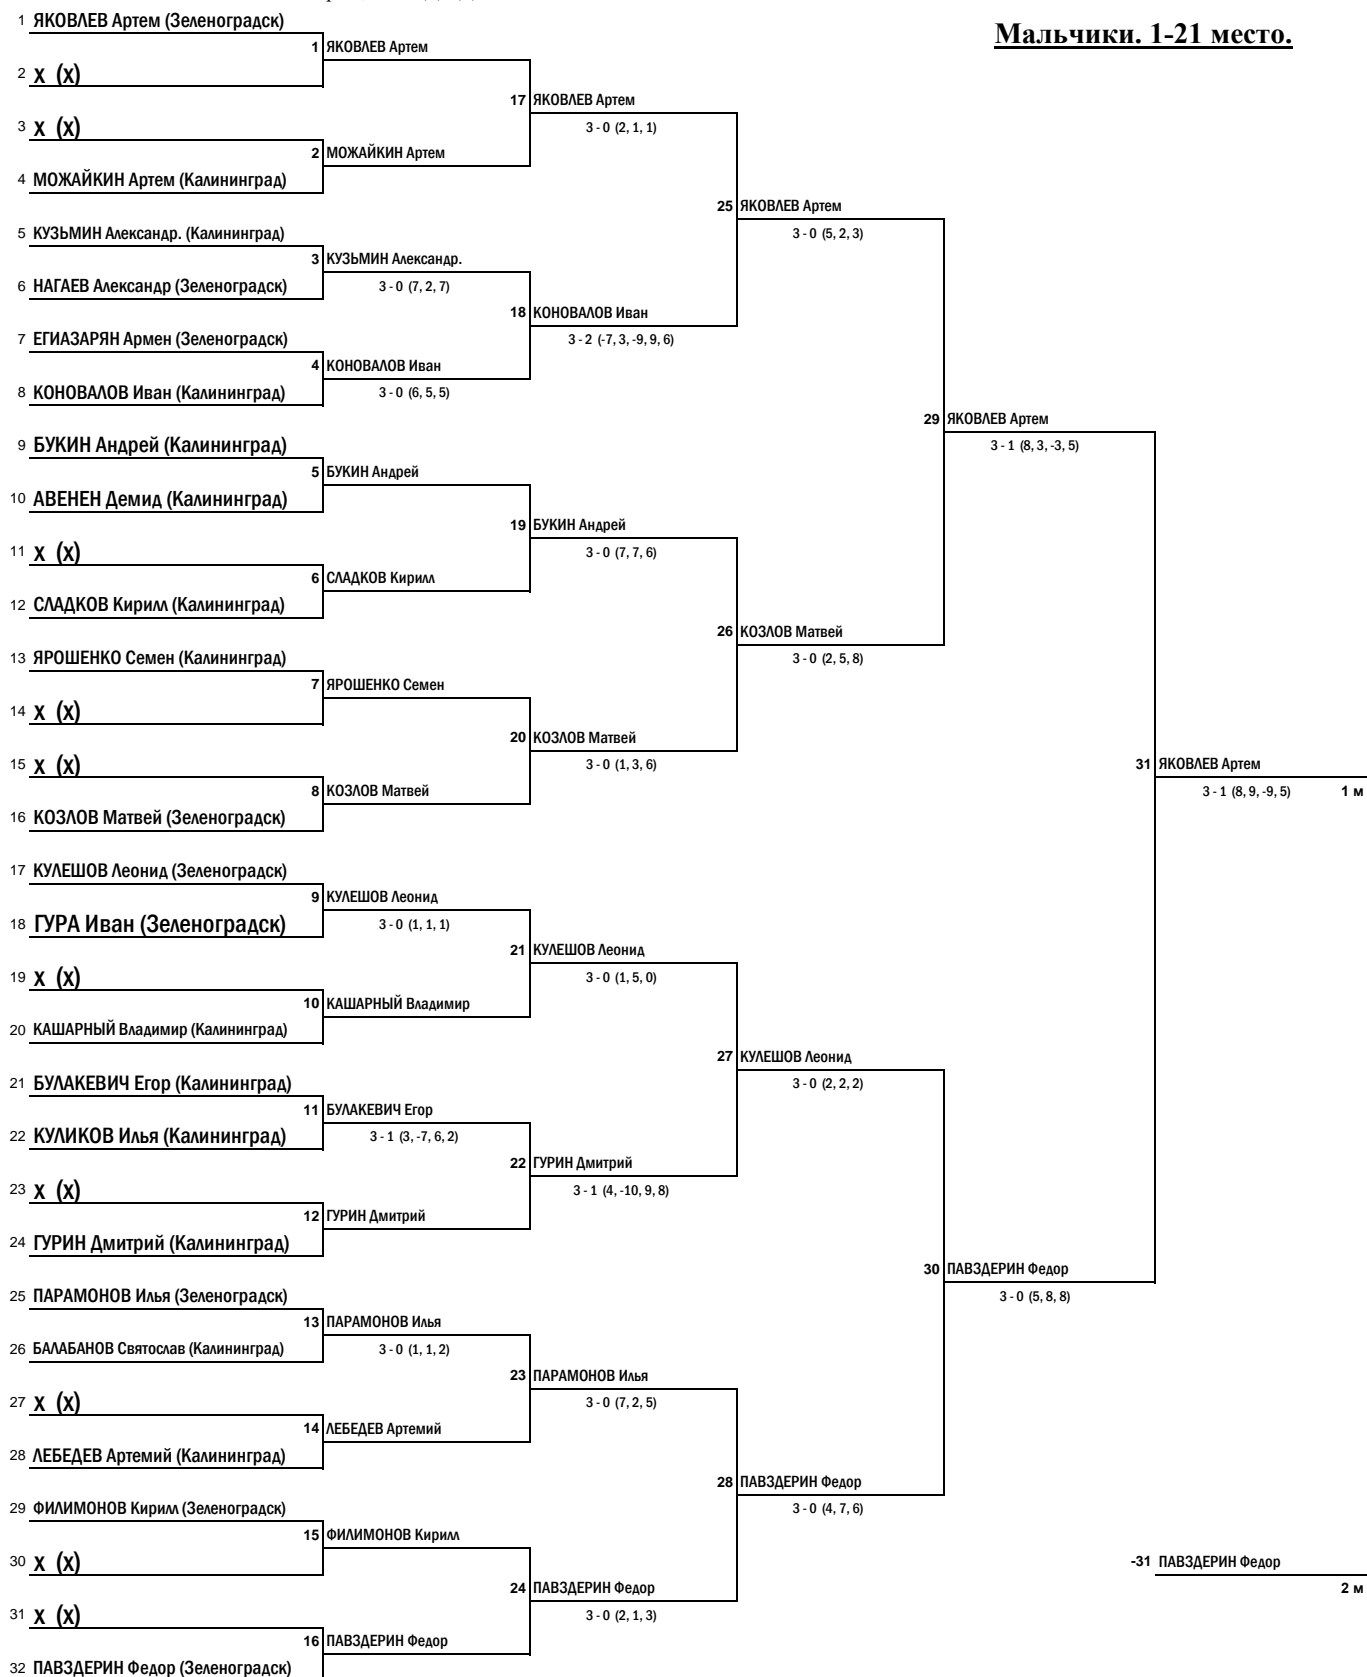 Мальчики. 1-21 место.
1 ЯКОВЛЕВ Артем (Зеленоградск)
1 ЯКОВЛЕВ Артем
2 x (x)
17 ЯКОВЛЕВ Артем
3 - 0 (2, 1, 1)
3 x (x)
2 МОЖАЙКИН Артем
4 МОЖАЙКИН Артем (Калининград)
25 ЯКОВЛЕВ Артем
3 - 0 (5, 2, 3)
5 КУЗЬМИН Александр. (Калининград)
3 КУЗЬМИН Александр.
3 - 0 (7, 2, 7)
6 НАГАЕВ Александр (Зеленоградск)
18 КОНОВАЛОВ Иван
3 - 2 (-7, 3, -9, 9, 6)
7 ЕГИАЗАРЯН Армен (Зеленоградск)
4 КОНОВАЛОВ Иван
3 - 0 (6, 5, 5)
8 КОНОВАЛОВ Иван (Калининград)
29 ЯКОВЛЕВ Артем
3 - 1 (8, 3, -3, 5)
9 БУКИН Андрей (Калининград)
5 БУКИН Андрей
10 АВЕНЕН Демид (Калининград)
19 БУКИН Андрей
3 - 0 (7, 7, 6)
11 x (x)
6 СЛАДКОВ Кирилл
12 СЛАДКОВ Кирилл (Калининград)
26 КОЗЛОВ Матвей
3 - 0 (2, 5, 8)
13 ЯРОШЕНКО Семен (Калининград)
7 ЯРОШЕНКО Семен
14 x (x)
20 КОЗЛОВ Матвей
3 - 0 (1, 3, 6)
15 x (x)
31 ЯКОВЛЕВ Артем
3 - 1 (8, 9, -9, 5) 1 м
8 КОЗЛОВ Матвей
16 КОЗЛОВ Матвей (Зеленоградск)
17 КУЛЕШОВ Леонид (Зеленоградск)
9 КУЛЕШОВ Леонид
3 - 0 (1, 1, 1)
18 ГУРА Иван (Зеленоградск)
21 КУЛЕШОВ Леонид
3 - 0 (1, 5, 0)
19 x (x)
10 КАШАРНЫЙ Владимир
20 КАШАРНЫЙ Владимир (Калининград)
27 КУЛЕШОВ Леонид
3 - 0 (2, 2, 2)
21 БУЛАКЕВИЧ Егор (Калининград)
11 БУЛАКЕВИЧ Егор
3 - 1 (3, -7, 6, 2)
22 КУЛИКОВ Илья (Калининград)
22 ГУРИН Дмитрий
3 - 1 (4, -10, 9, 8)
23 x (x)
12 ГУРИН Дмитрий
24 ГУРИН Дмитрий (Калининград)
30 ПАВЗДЕРИН Федор
3 - 0 (5, 8, 8)
25 ПАРАМОНОВ Илья (Зеленоградск)
13 ПАРАМОНОВ Илья
3 - 0 (1, 1, 2)
26 БАЛАБАНОВ Святослав (Калининград)
23 ПАРАМОНОВ Илья
3 - 0 (7, 2, 5)
27 x (x)
14 ЛЕБЕДЕВ Артемий
28 ЛЕБЕДЕВ Артемий (Калининград)
28 ПАВЗДЕРИН Федор
3 - 0 (4, 7, 6)
29 ФИЛИМОНОВ Кирилл (Зеленоградск)
15 ФИЛИМОНОВ Кирилл
30 x (x)
-31 ПАВЗДЕРИН Федор
2 м
24 ПАВЗДЕРИН Федор
3 - 0 (2, 1, 3)
31 x (x)
16 ПАВЗДЕРИН Федор
32 ПАВЗДЕРИН Федор (Зеленоградск)